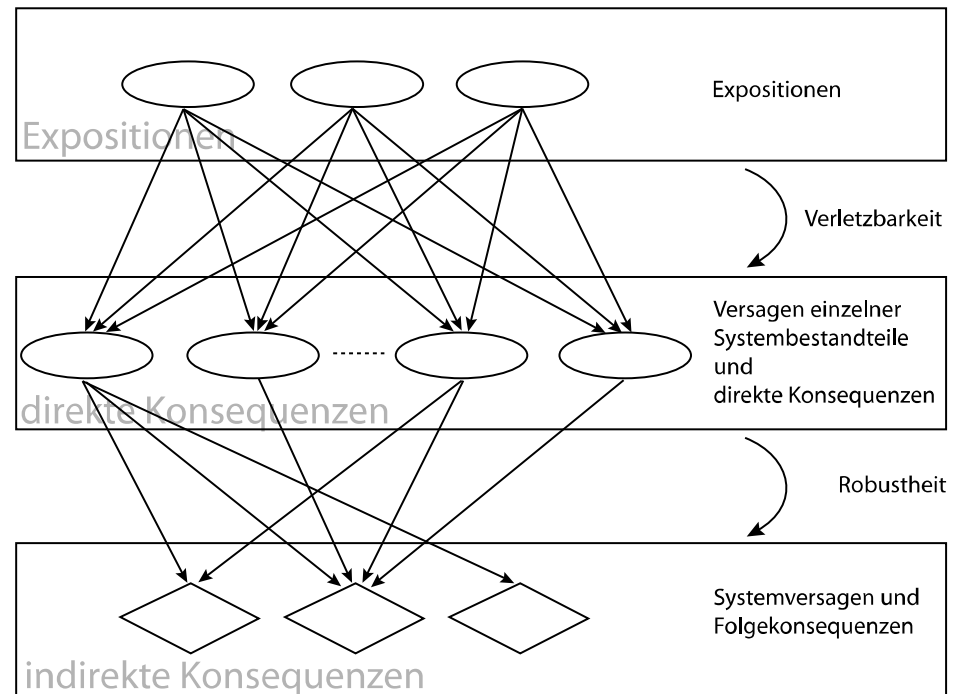 Expositionen
Expositionen
Verletzbarkeit
Versagen einzelner
Systembestandteile
und
direkte Konsequenzen
direkte Konsequenzen
Robustheit
Systemversagen und
Folgekonsequenzen
indirekte Konsequenzen